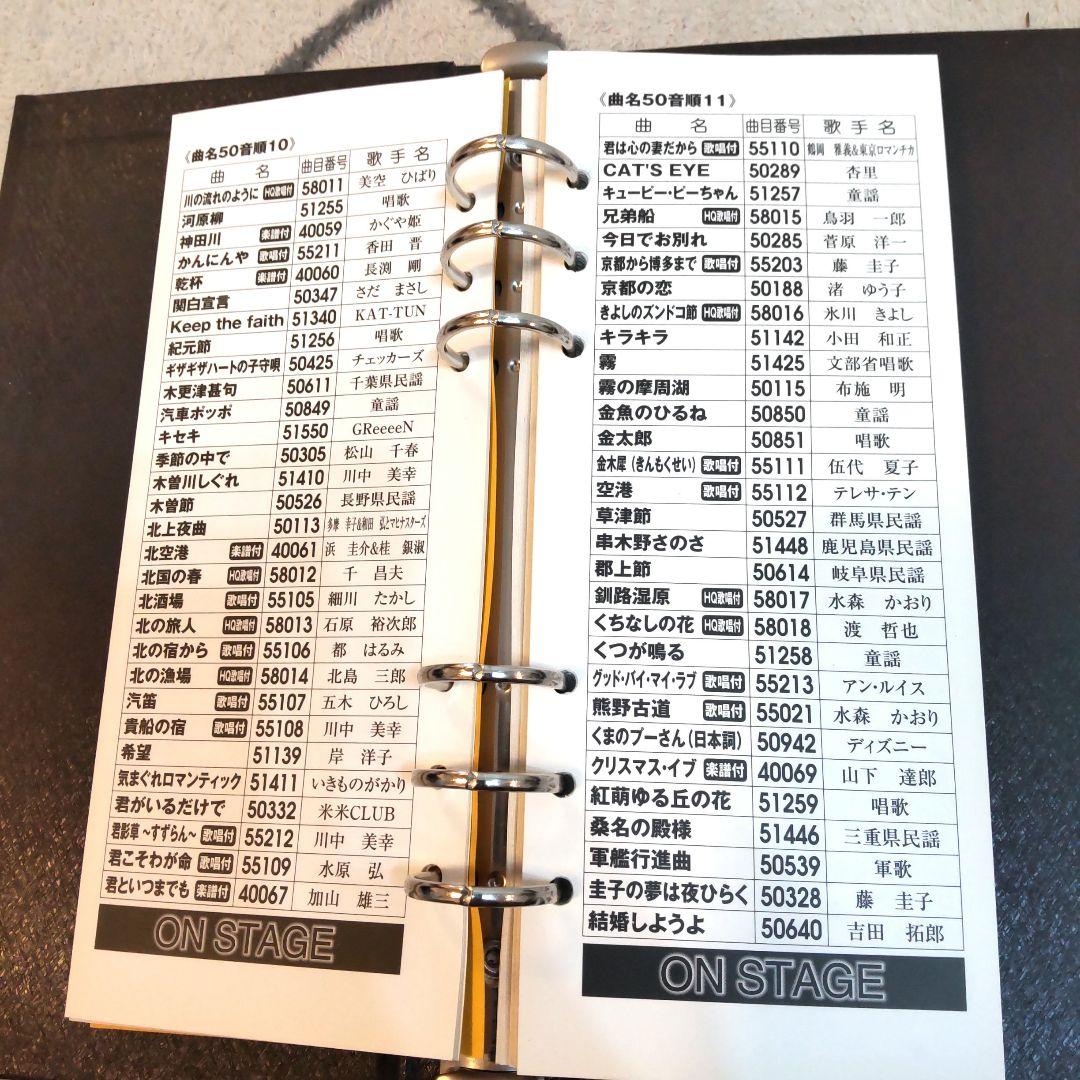 《曲名50音順10》
曲 名 曲目番号 歌手名
川の流れのように HQ歌唱付 58011 美空 ひばり
河原柳 51255 唱歌
神田川 楽譜付 40059 かぐや姫
かんにんや 歌唱付 55211 香田 晋
乾杯 楽譜付 40060 長渕 剛
関白宣言 50347 さだ まさし
Keep the faith 51340 KAT-TUN
紀元節 51256 唱歌
ギザギザハートの子守唄 50425 チェッカーズ
木更津甚句 50611 千葉県民謡
汽車ポッポ 50849 童謡
キセキ 51550 GReeeeN
季節の中で 50305 松山 千春
木曽川しぐれ 51410 川中 美幸
木曽節 50526 長野県民謡
北上夜曲 50113 多摩 幸子&和田 弘とマヒナスターズ
北空港 楽譜付 40061 浜 圭介&桂 銀淑
北国の春 HQ歌唱付 58012 千 昌夫
北酒場 歌唱付 55105 細川 たかし
北の旅人 HQ歌唱付 58013 石原 裕次郎
北の宿から 歌唱付 55106 都 はるみ
北の漁場 HQ歌唱付 58014 北島 三郎
汽笛 歌唱付 55107 五木 ひろし
貴船の宿 歌唱付 55108 川中 美幸
希望 51139 岸 洋子
気まぐれロマンティック 51411 いきものがかり
君がいるだけで 50332 米米CLUB
君影草 ~すずらん~ 歌唱付 55212 川中 美幸
君こそわが命 歌唱付 55109 水原 弘
君といつまでも 楽譜付 40067 加山 雄三
ON STAGE
《曲名50音順11》
曲 名 曲目番号 歌手名
君は心の妻だから 歌唱付 55110 鶴岡 雅義&東京ロマンチカ
CAT'S EYE 50289 杏里
キューピー・ピーちゃん 51257 童謡
兄弟船 HQ歌唱付 58015 鳥羽 一郎
今日でお別れ 50285 菅原 洋一
京都から博多まで 歌唱付 55203 藤 圭子
京都の恋 50188 渚 ゆう子
きよしのズンドコ節 HQ歌唱付 58016 氷川 きよし
キラキラ 51142 小田 和正
霧 51425 文部省唱歌
霧の摩周湖 50115 布施 明
金魚のひるね 50850 童謡
金太郎 50851 唱歌
金木犀(きんもくせい) 歌唱付 55111 伍代 夏子
空港 歌唱付 55112 テレサ・テン
草津節 50527 群馬県民謡
串木野さのさ 51448 鹿児島県民謡
郡上節 50614 岐阜県民謡
釧路湿原 HQ歌唱付 58017 水森 かおり
くちなしの花 HQ歌唱付 58018 渡 哲也
くつが鳴る 51258 童謡
グッド・バイ・マイ・ラブ 歌唱付 55213 アン・ルイス
熊野古道 歌唱付 55021 水森 かおり
くまのプーさん(日本詞) 50942 ディズニー
クリスマス・イブ 楽譜付 40069 山下 達郎
紅萌ゆる丘の花 51259 唱歌
桑名の殿様 51446 三重県民謡
軍艦行進曲 50539 軍歌
圭子の夢は夜ひらく 50328 藤 圭子
結婚しようよ 50640 吉田 拓郎
ON STAGE